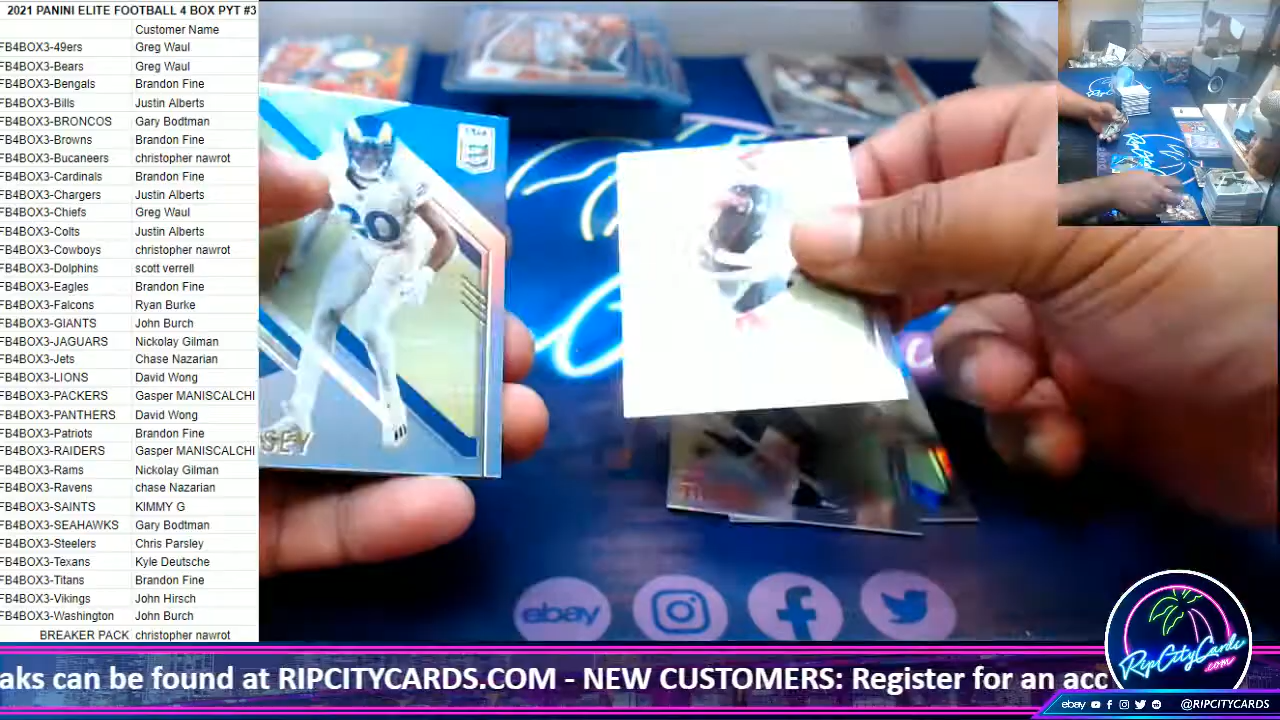 2021 PANINI ELITE FOOTBALL 4 BOX PYT #3
Customer Name
FB4BOX3-49ers Greg Waul
FB4BOX3-Bears Greg Waul
FB4BOX3-Bengals Brandon Fine
FB4BOX3-Bills Justin Alberts
FB4BOX3-BRONCOS Gary Bodtman
FB4BOX3-Browns Brandon Fine
FB4BOX3-Bucaneers christopher nawrot
FB4BOX3-Cardinals Brandon Fine
FB4BOX3-Chargers Justin Alberts
FB4BOX3-Chiefs Greg Waul
FB4BOX3-Colts Justin Alberts
FB4BOX3-Cowboys christopher nawrot
FB4BOX3-Dolphins scott verrell
FB4BOX3-Eagles Brandon Fine
FB4BOX3-Falcons Ryan Burke
FB4BOX3-GIANTS John Burch
FB4BOX3-JAGUARS Nickolay Gilman
FB4BOX3-Jets Chase Nazarian
FB4BOX3-LIONS David Wong
FB4BOX3-PACKERS Gasper MANISCALCHI
FB4BOX3-PANTHERS David Wong
FB4BOX3-Patriots Brandon Fine
FB4BOX3-RAIDERS Gasper MANISCALCHI
FB4BOX3-Rams Nickolay Gilman
FB4BOX3-Ravens chase Nazarian
FB4BOX3-SAINTS KIMMY G
FB4BOX3-SEAHAWKS Gary Bodtman
FB4BOX3-Steelers Chris Parsley
FB4BOX3-Texans Kyle Deutsche
FB4BOX3-Titans Brandon Fine
FB4BOX3-Vikings John Hirsch
FB4BOX3-Washington John Burch
BREAKER PACK christopher nawrot
20
SEY
ebay
aks can be found at RIPCITYCARDS.COM - NEW CUSTOMERS: Register for an acc
RipCityCards
.com
ebay @RIPCITYCARDS